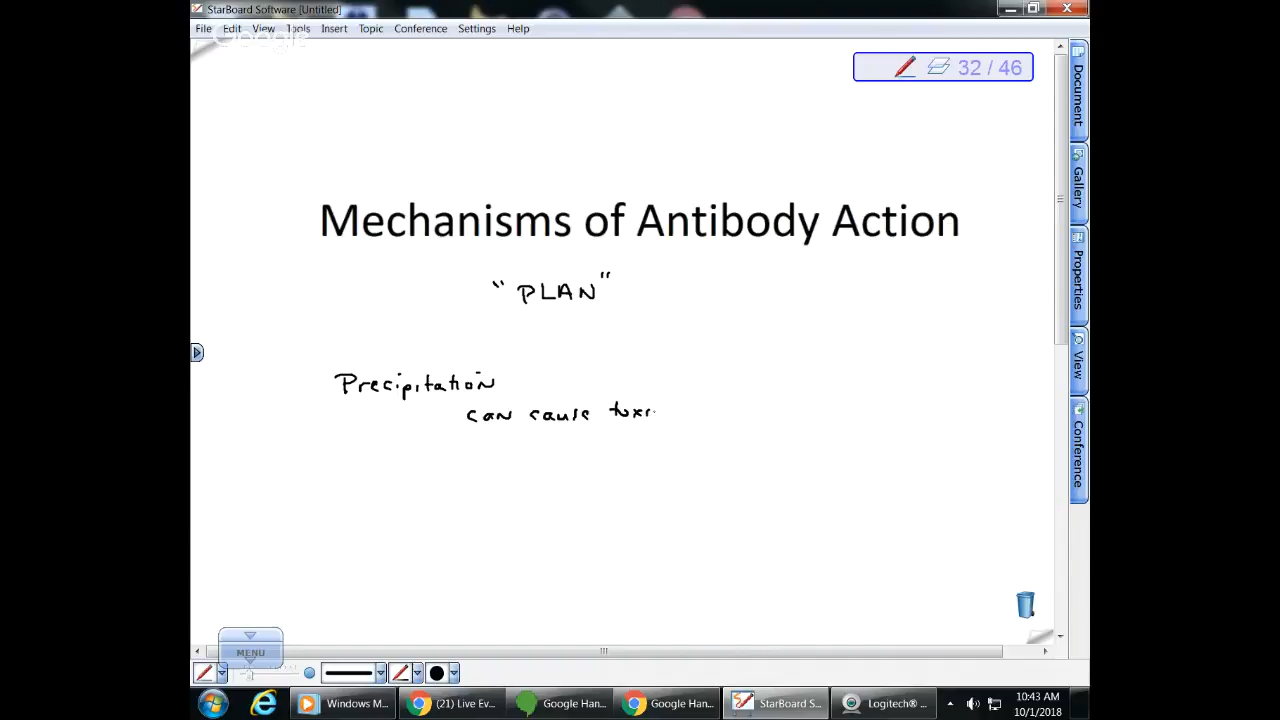 StarBoard Software [Untitled]
File Edit View Tools Insert Topic Conference Settings Help
Google
32 / 46
Document
Gallery
Properties
View
Conference
Mechanisms of Antibody Action
"PLAN"
Precipitation
can cause
MENU
Windows M...
(21) Live Eve...
Google Han...
Google Han...
StarBoard S...
Logitech® ...
10:43 AM
10/1/2018